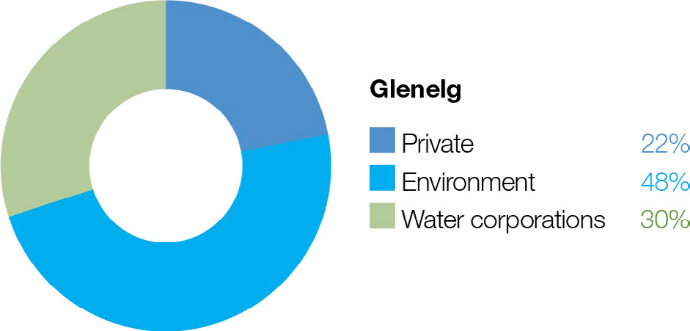 Glenelg
Private 22%
Environment 48%
Water corporations 30%